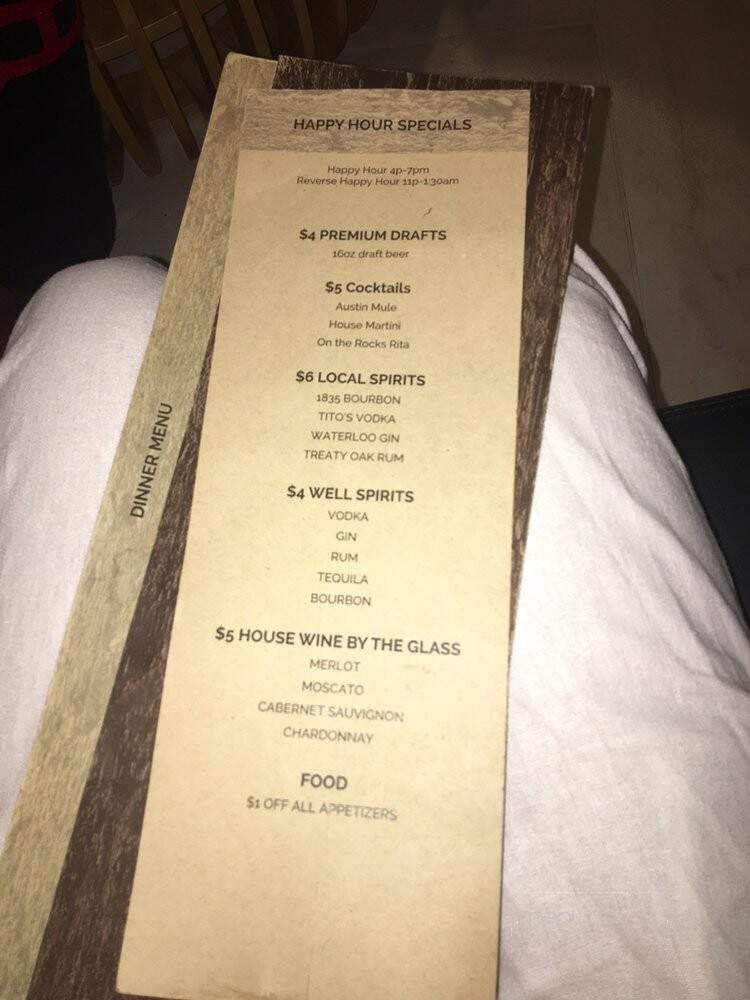 HAPPY HOUR SPECIALS
Happy Hour 4p-7pm
Reverse Happy Hour 11p-1:30am
$4 PREMIUM DRAFTS
16oz draft beer
$5 Cocktails
Austin Mule
House Martini
On the Rocks Rita
$6 LOCAL SPIRITS
1835 BOURBON
TITO'S VODKA
WATERLOO GIN
TREATY OAK RUM
$4 WELL SPIRITS
VODKA
GIN
RUM
TEQUILA
BOURBON
$5 HOUSE WINE BY THE GLASS
MERLOT
MOSCATO
CABERNET SAUVIGNON
CHARDONNAY
FOOD
$1 OFF ALL APPETIZERS
DINNER MENU